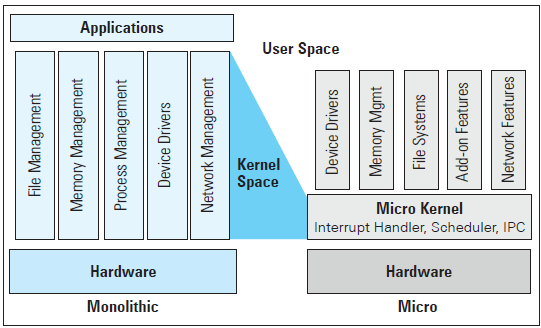 Applications
User Space
File Management
Memory Management
Process Management
Device Drivers
Network Management
Kernel
Space
Device Drivers
Memory Mgmt
File Systems
Add-on Features
Network Features
Micro Kernel
Interrupt Handler, Scheduler, IPC
Hardware
Hardware
Monolithic
Micro